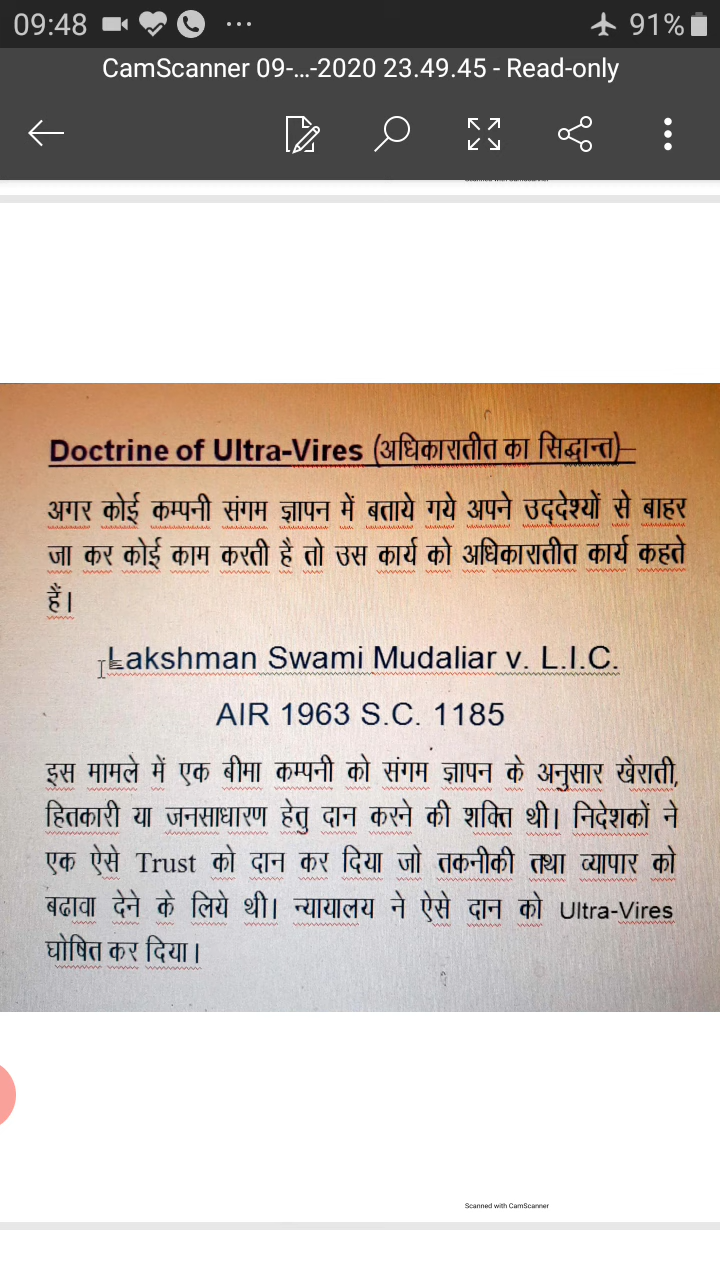 09:48 ... 91%
CamScanner 09-...-2020 23.49.45 - Read-only
Doctrine of Ultra-Vires (अधिकारातीत का सिद्धान्त)
अगर कोई कम्पनी संगम ज्ञापन में बताये गये अपने उद्देश्यों से बाहर
जा कर कोई काम करती है तो उस कार्य को अधिकारातीत कार्य कहते
हैं।
Lakshman Swami Mudaliar v. L.I.C.
AIR 1963 S.C. 1185
इस मामले में एक बीमा कम्पनी को संगम ज्ञापन के अनुसार खैराती,
हितकारी या जनसाधारण हेतु दान करने की शक्ति थी। निदेशकों ने
एक ऐसे Trust को दान कर दिया जो तकनीकी तथा व्यापार को
बढावा देने के लिये थी। न्यायालय ने ऐसे दान को Ultra-Vires
घोषित कर दिया।
Scanned with CamScanner